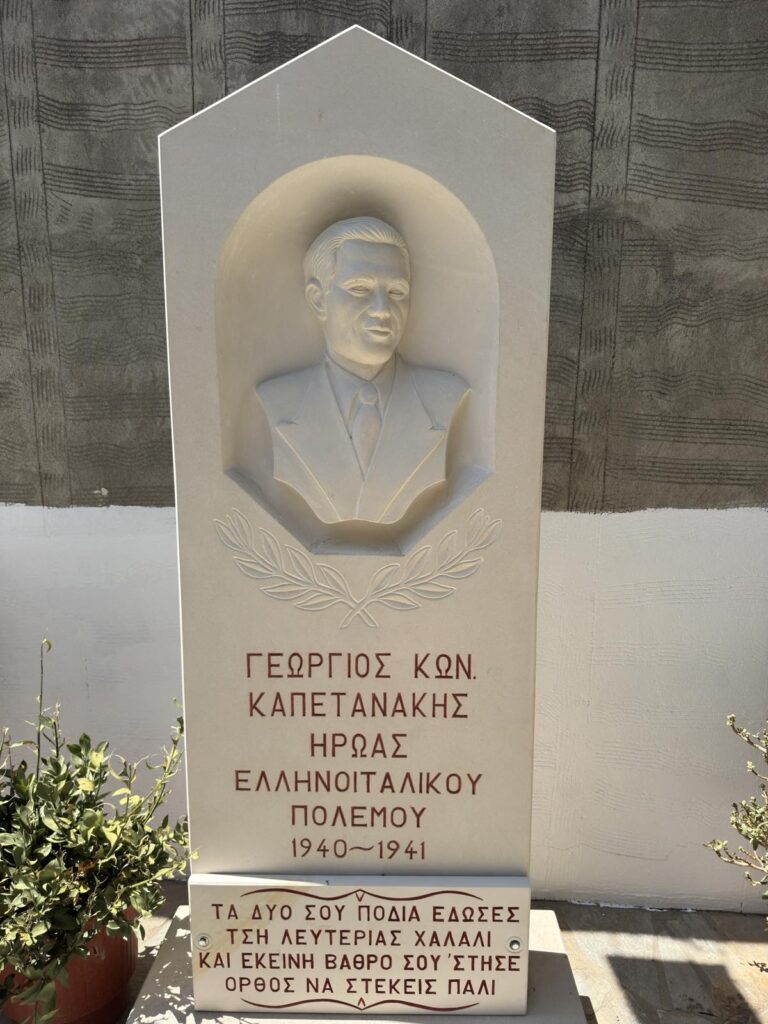 ΓΕΩΡΓΙΟΣ ΚΩΝ.
ΚΑΠΕΤΑΝΑΚΗΣ
ΗΡΩΑΣ
ΕΛΛΗΝΟΙΤΑΛΙΚΟΥ
ΠΟΛΕΜΟΥ
1940~1941
ΤΑ ΔΥΟ ΣΟΥ ΠΟΔΙΑ ΕΔΩΣΕΣ
ΤΣΗ ΛΕΥΤΕΡΙΑΣ ΧΑΛΑΛΙ
ΚΑΙ ΕΚΕΙΝΗ ΒΑΘΡΟ ΣΟΥ ΄ΣΤΗΣΕ
ΟΡΘΟΣ ΝΑ ΣΤΕΚΕΙΣ ΠΑΛΙ